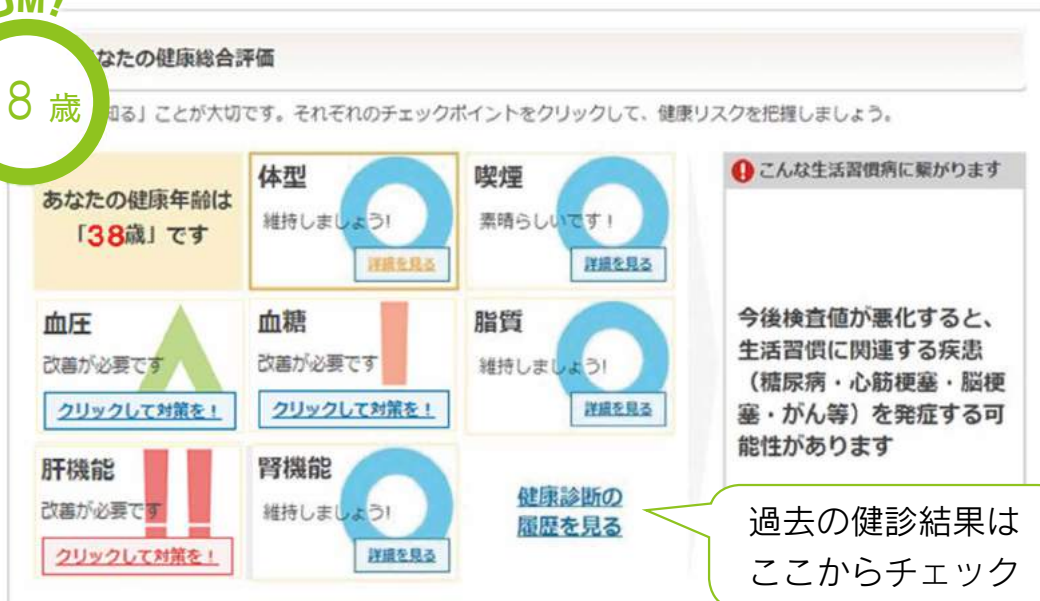 OM!
8 歳
なたの健康総合評価
知る」ことが大切です。それぞれのチェックポイントをクリックして、健康リスクを把握しましょう。
あなたの健康年齢は
「38歳」です
体型
維持しましょう!
詳細を見る
喫煙
素晴らしいです!
詳細を見る
血圧
改善が必要です
クリックして対策を!
血糖
改善が必要です
クリックして対策を!
脂質
維持しましょう!
詳細を見る
肝機能
改善が必要です
クリックして対策を!
腎機能
維持しましょう!
詳細を見る
健康診断の
履歴を見る
こんな生活習慣病に繋がります
今後検査値が悪化すると、
生活習慣に関連する疾患
(糖尿病・心筋梗塞・脳梗
塞・がん等)を発症する可
能性があります
過去の健診結果は
ここからチェック